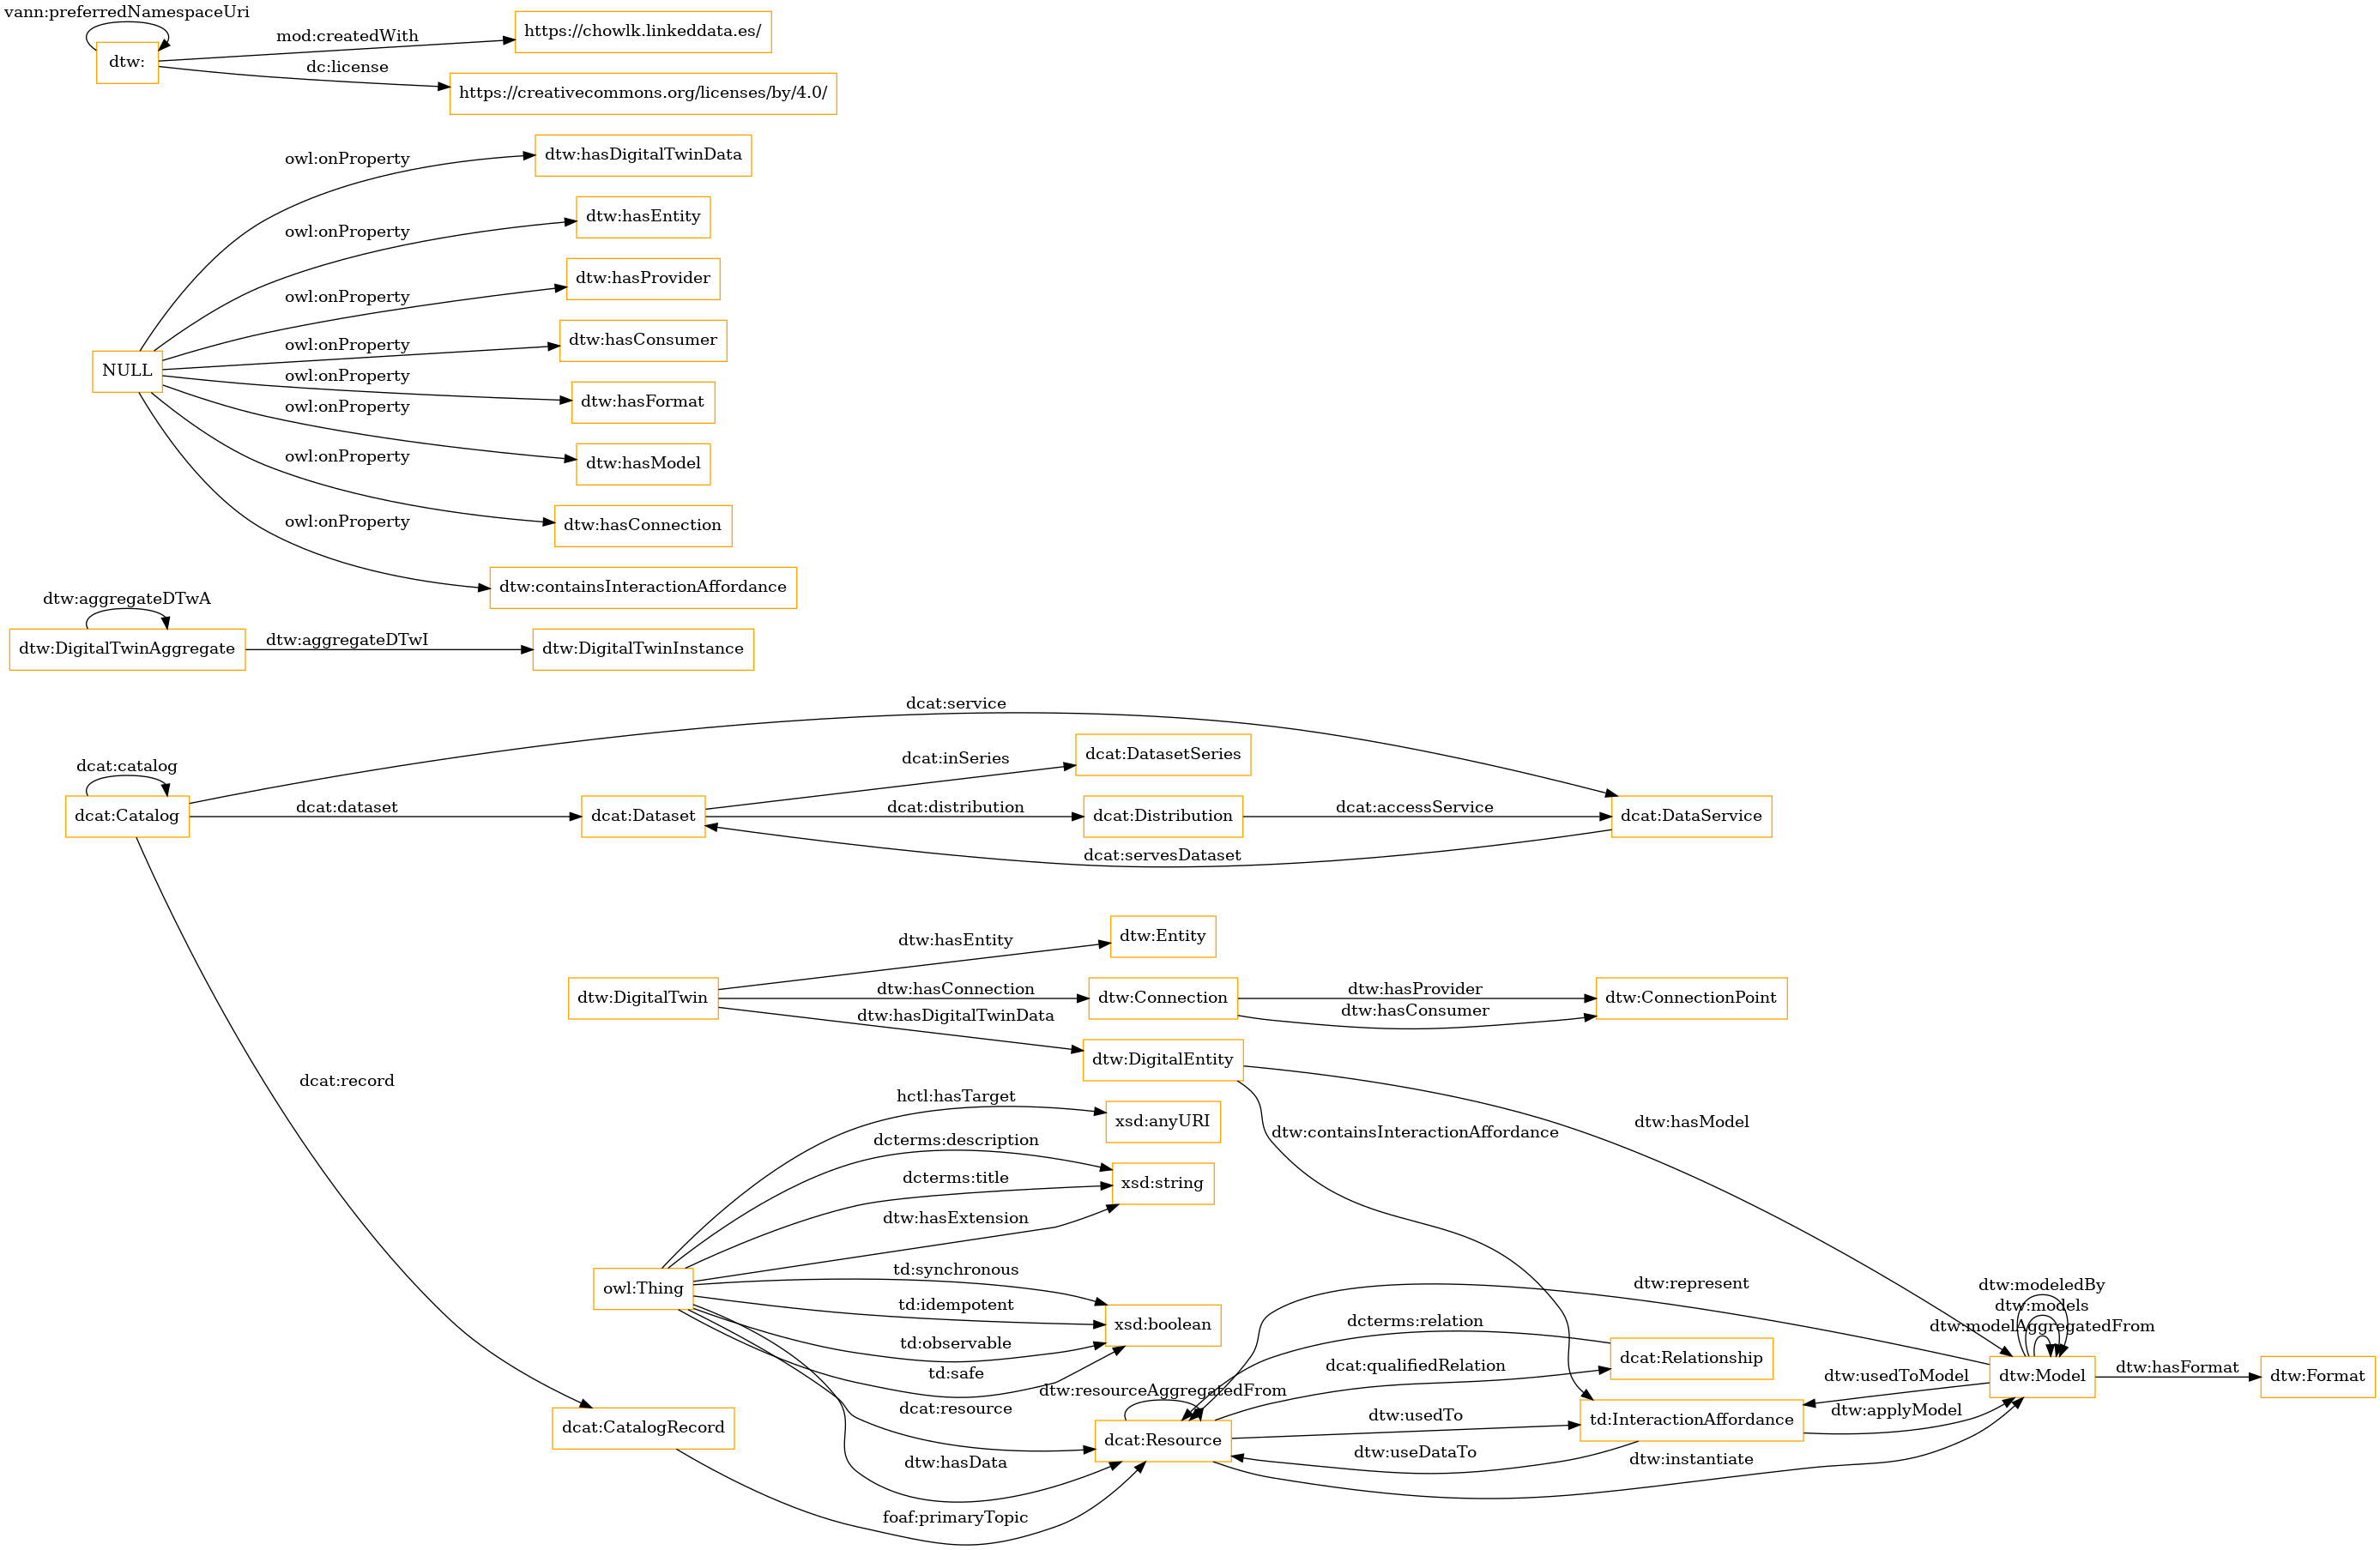 vann:preferredNamespaceUri
dtw:
mod:createdWith
https://chowlk.linkeddata.es/
dc:license
https://creativecommons.org/licenses/by/4.0/
NULL
owl:onProperty
dtw:hasDigitalTwinData
owl:onProperty
dtw:hasEntity
owl:onProperty
dtw:hasProvider
owl:onProperty
dtw:hasConsumer
owl:onProperty
dtw:hasFormat
owl:onProperty
dtw:hasModel
owl:onProperty
dtw:hasConnection
owl:onProperty
dtw:containsInteractionAffordance
dtw:aggregateDTwA
dtw:DigitalTwinAggregate
dtw:aggregateDTwI
dtw:DigitalTwinInstance
dcat:service
dcat:catalog
dcat:Catalog
dcat:dataset
dcat:Dataset
dcat:inSeries
dcat:DatasetSeries
dcat:distribution
dcat:Distribution
dcat:accessService
dcat:DataService
dcat:servesDataset
dcat:record
dtw:DigitalTwin
dtw:hasEntity
dtw:Entity
dtw:hasConnection
dtw:Connection
dtw:hasProvider
dtw:hasConsumer
dtw:ConnectionPoint
dtw:hasDigitalTwinData
dtw:DigitalEntity
dtw:containsInteractionAffordance
dtw:hasModel
owl:Thing
hctl:hasTarget
xsd:anyURI
dcterms:description
dcterms:title
dtw:hasExtension
xsd:string
td:synchronous
td:idempotent
td:observable
td:safe
xsd:boolean
dcat:resource
dtw:hasData
dcat:CatalogRecord
foaf:primaryTopic
dtw:resourceAggregatedFrom
dcat:Resource
dtw:represent
dcterms:relation
dcat:qualifiedRelation
dcat:Relationship
dtw:usedTo
dtw:useDataTo
td:InteractionAffordance
dtw:instantiate
dtw:usedToModel
dtw:applyModel
dtw:modeledBy
dtw:models
dtw:modelAggregatedFrom
dtw:Model
dtw:hasFormat
dtw:Format